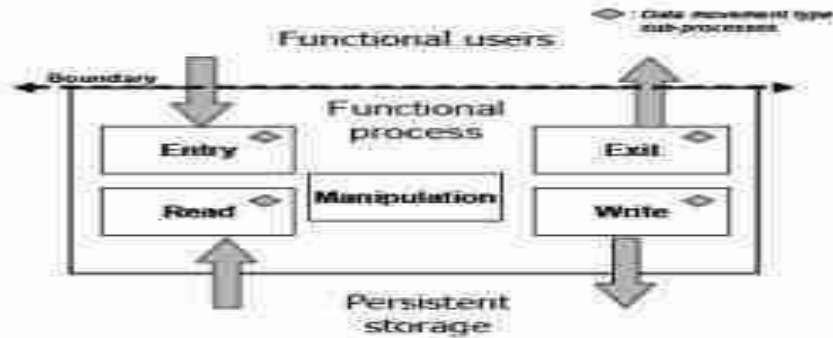 : Data movement type
sub-processes
Functional users
Boundary
Functional
process
Entry
Exit
Manipulation
Read
Write
Persistent
storage